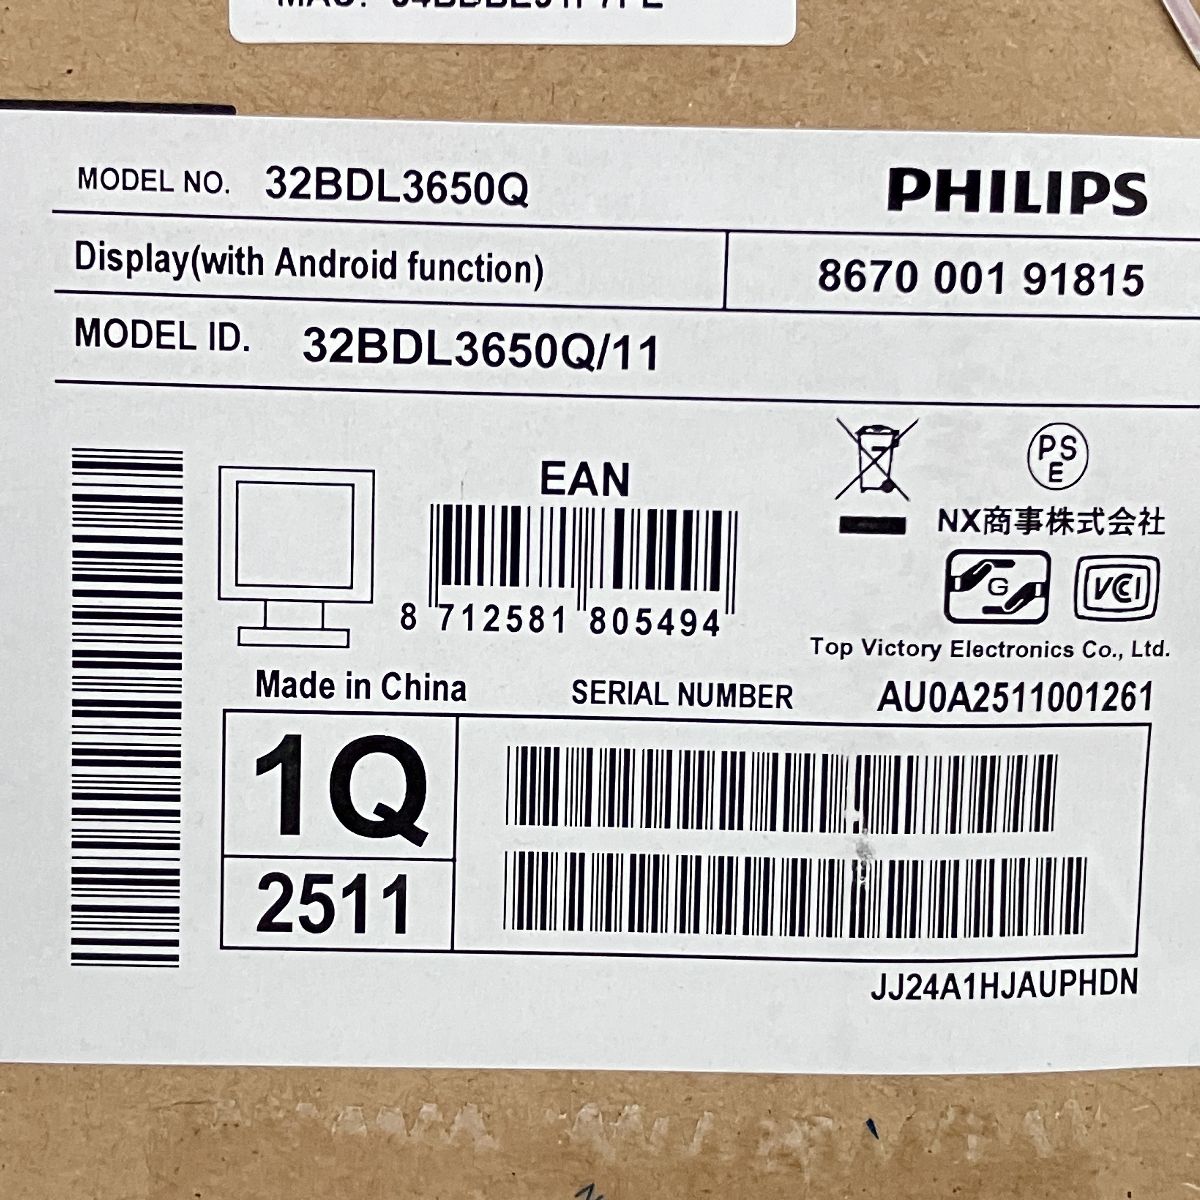 MODEL NO. 32BDL3650Q
PHILIPS
Display(with Android function)
8670 001 91815
MODEL ID. 32BDL3650Q/11
EAN
8 712581 805494
PS
E
NX商事株式会社
G
VCI
Top Victory Electronics Co., Ltd.
Made in China
SERIAL NUMBER
AU0A2511001261
1Q
2511
JJ24A1HJAUPHDN